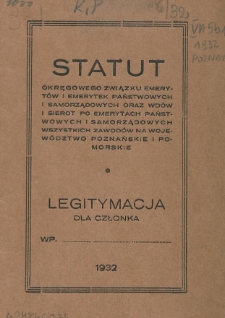 R, P
STATUT
OKRĘGOWEGO ZWIĄZKU EMERY-
TÓW I EMERYTEK PAŃSTWOWYCH
I SAMORZĄDOWYCH ORAZ WDÓW
I SIEROT PO EMERYTACH PAŃST-
WOWYCH I SAMORZĄDOWYCH
WSZYSTKICH ZAWODÓW NA WOJE-
WÓDZTWO POZNAŃSKIE I PO-
MORSKIE
LEGITYMACJA
DLA CZŁONKA
WP.
1932